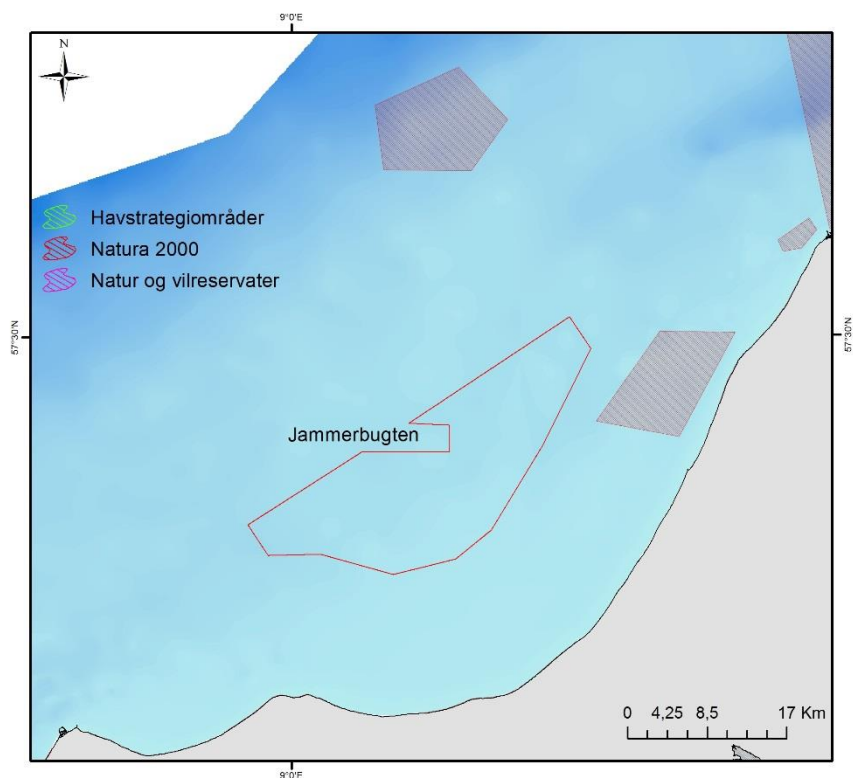 9°0'E
N
Havstrategiområder
Natura 2000
Natur og vilreservater
57°30'N
57°30'N
Jammerbugten
0 4,25 8,5 17 Km
9°0'E